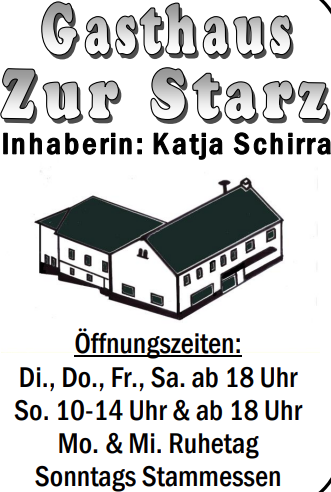 Gasthaus
Zur Starz
Inhaberin: Katja Schirra
Öffnungszeiten:
Di., Do., Fr., Sa. ab 18 Uhr
So. 10-14 Uhr & ab 18 Uhr
Mo. & Mi. Ruhetag
Sonntags Stammessen